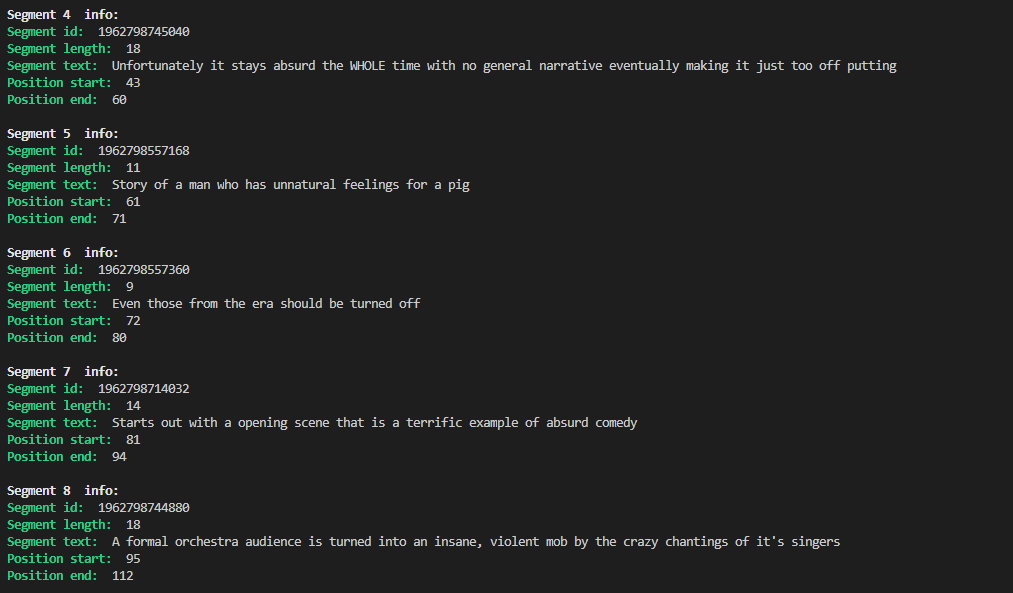 Segment 4  info:
Segment id:  1962798745040
Segment length:  18
Segment text:  Unfortunately it stays absurd the WHOLE time with no general narrative eventually making it just too off putting
Position start:  43
Position end:  60
Segment 5  info:
Segment id:  1962798557168
Segment length:  11
Segment text:  Story of a man who has unnatural feelings for a pig
Position start:  61
Position end:  71
Segment 6  info:
Segment id:  1962798557360
Segment length:  9
Segment text:  Even those from the era should be turned off
Position start:  72
Position end:  80
Segment 7  info:
Segment id:  1962798714032
Segment length:  14
Segment text:  Starts out with a opening scene that is a terrific example of absurd comedy
Position start:  81
Position end:  94
Segment 8  info:
Segment id:  1962798744880
Segment length:  18
Segment text:  A formal orchestra audience is turned into an insane, violent mob by the crazy chantings of it's singers
Position start:  95
Position end:  112